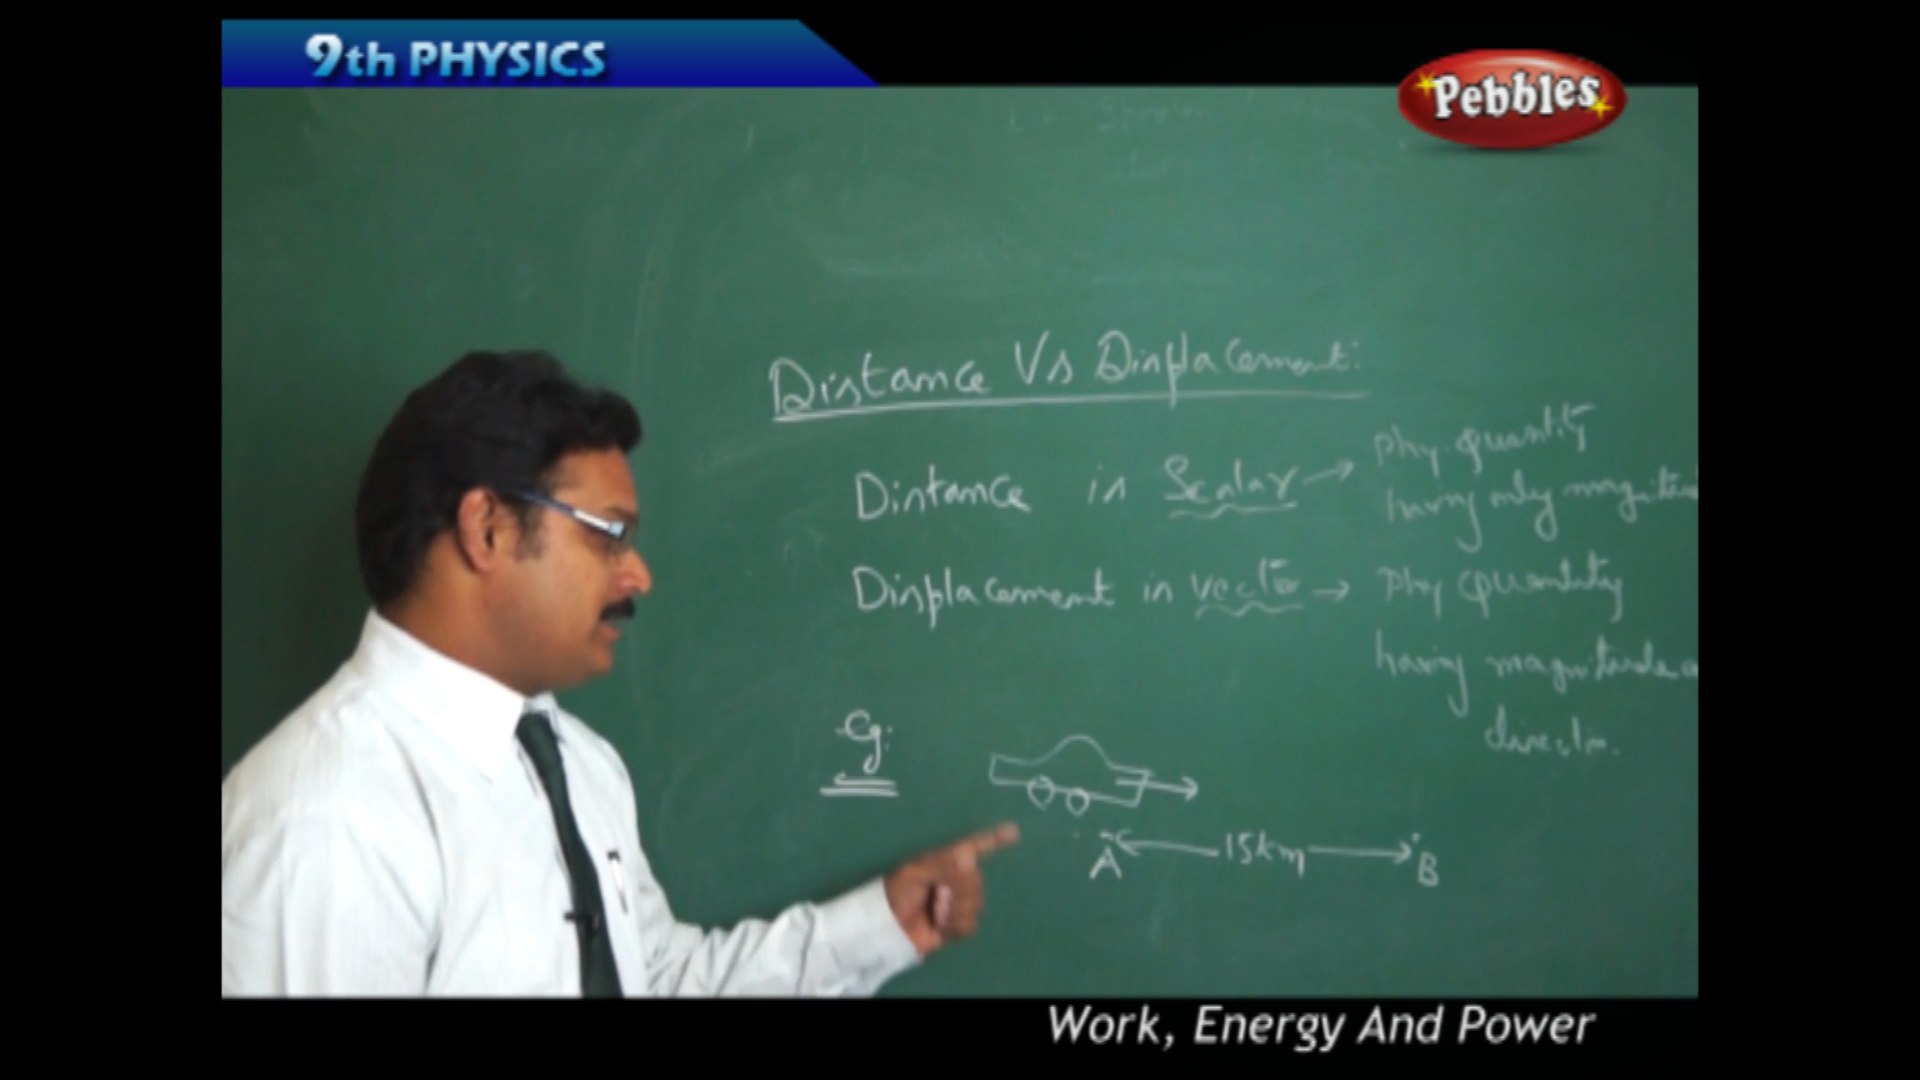 9th PHYSICS
Pebbles
Distance Vs Displacement:
Distance is Scalar → phy. quantity
having only magnitu
Displacement is vector → phy quantity
having magnitude a
direction.
Eg:
A ← 15km → B
Work, Energy And Power